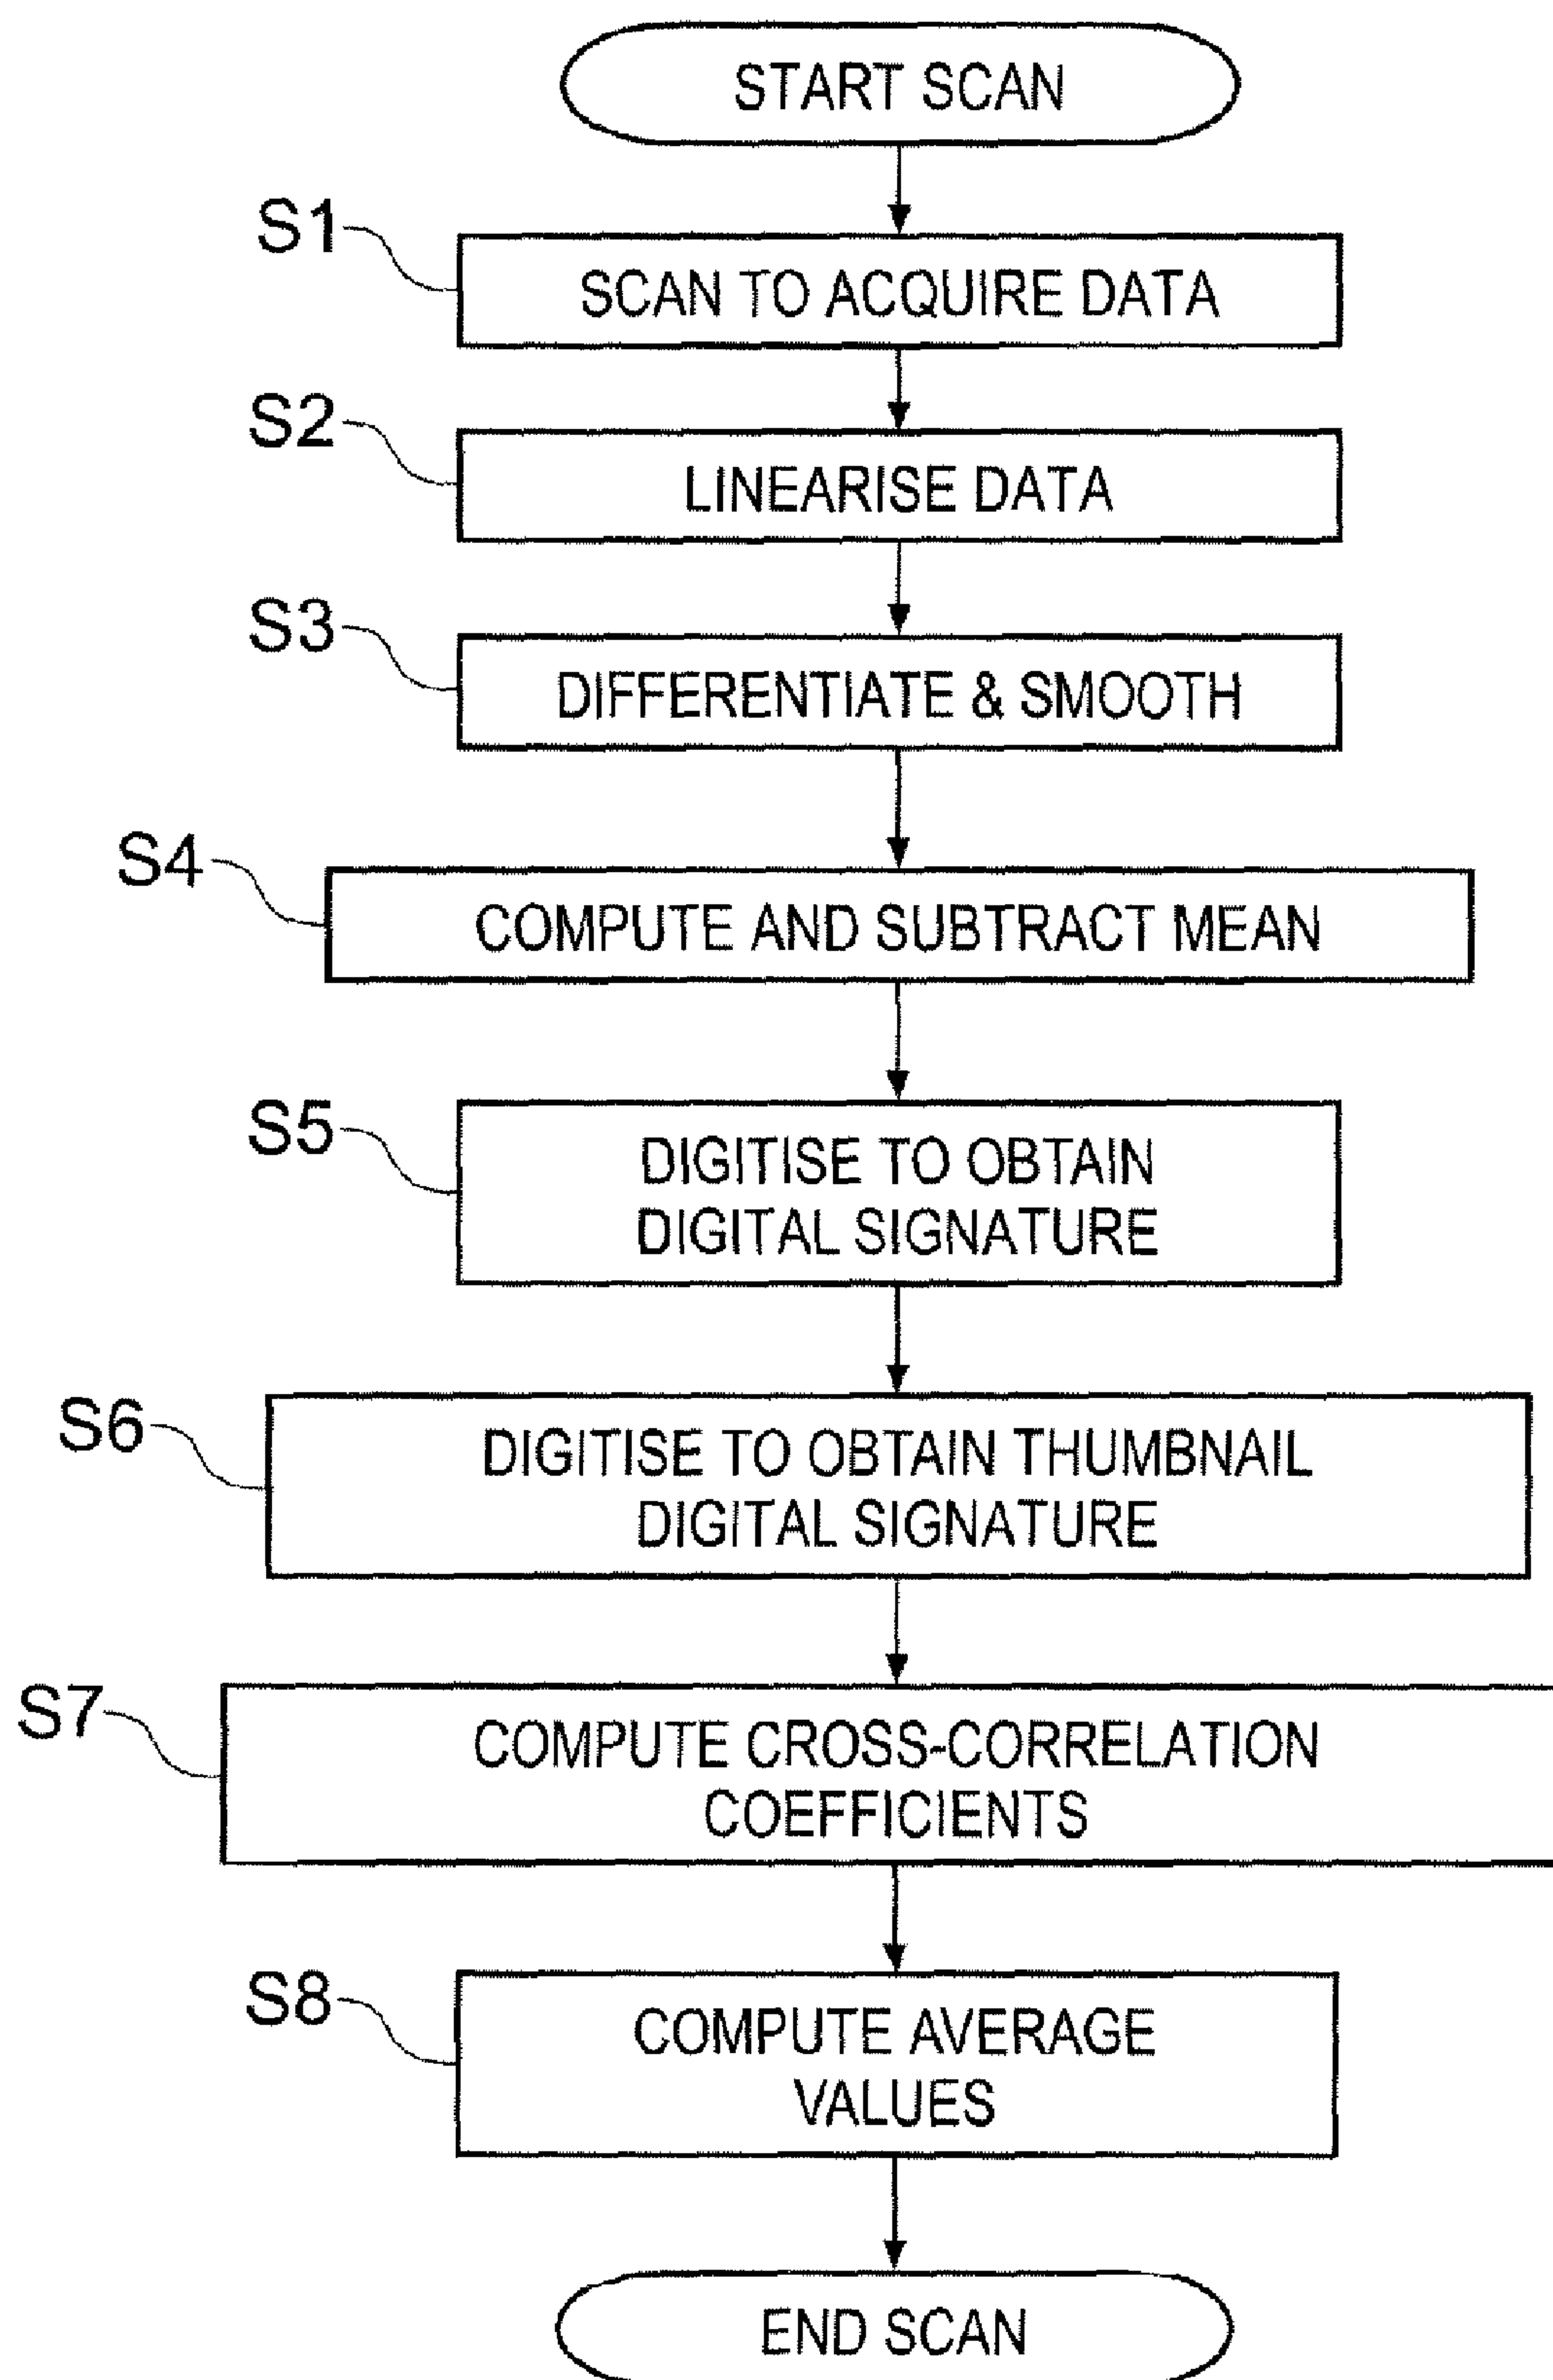 START SCAN
S1
SCAN TO ACQUIRE DATA
S2
LINEARISE DATA
S3
DIFFERENTIATE & SMOOTH
S4
COMPUTE AND SUBTRACT MEAN
S5
DIGITISE TO OBTAIN
DIGITAL SIGNATURE
S6
DIGITISE TO OBTAIN THUMBNAIL
DIGITAL SIGNATURE
S7
COMPUTE CROSS-CORRELATION
COEFFICIENTS
S8
COMPUTE AVERAGE
VALUES
END SCAN